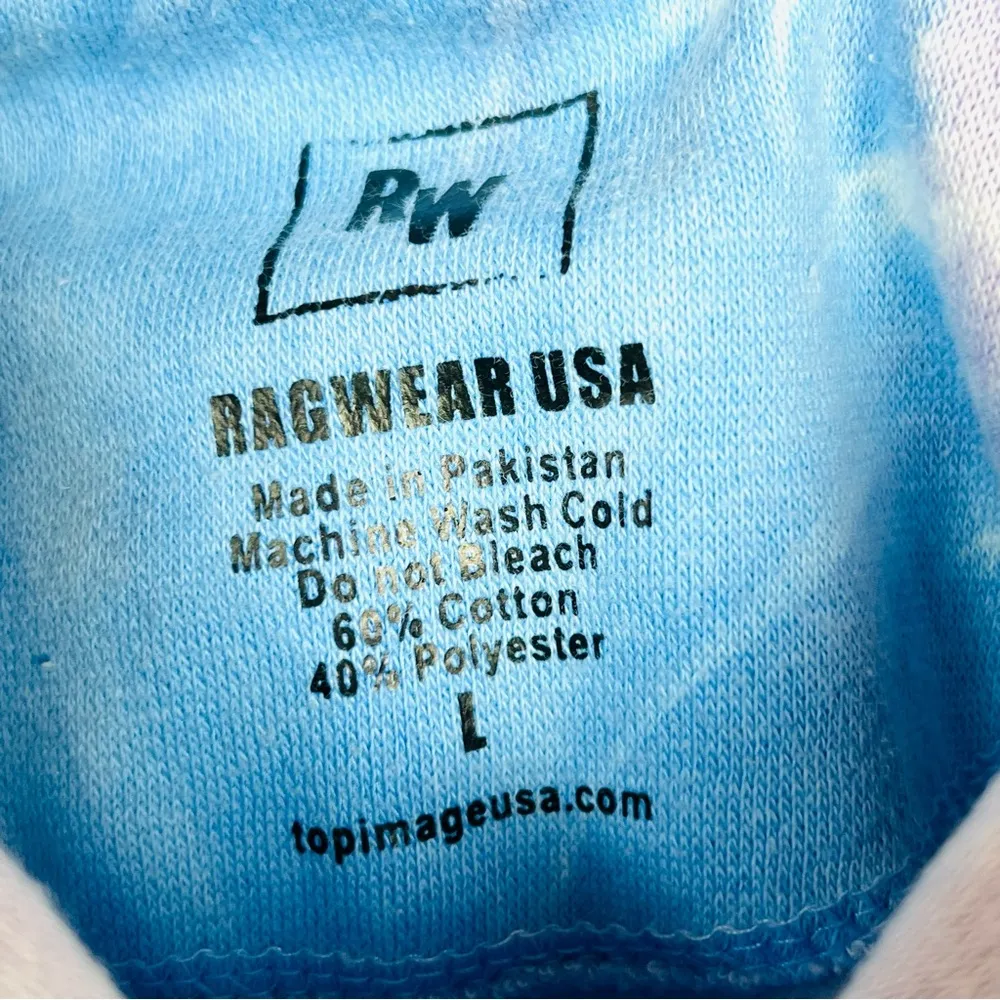 RW
RAGWEAR USA
Made in Pakistan
Machine Wash Cold
Do not Bleach
60% Cotton
40% Polyester
L
topimageusa.com